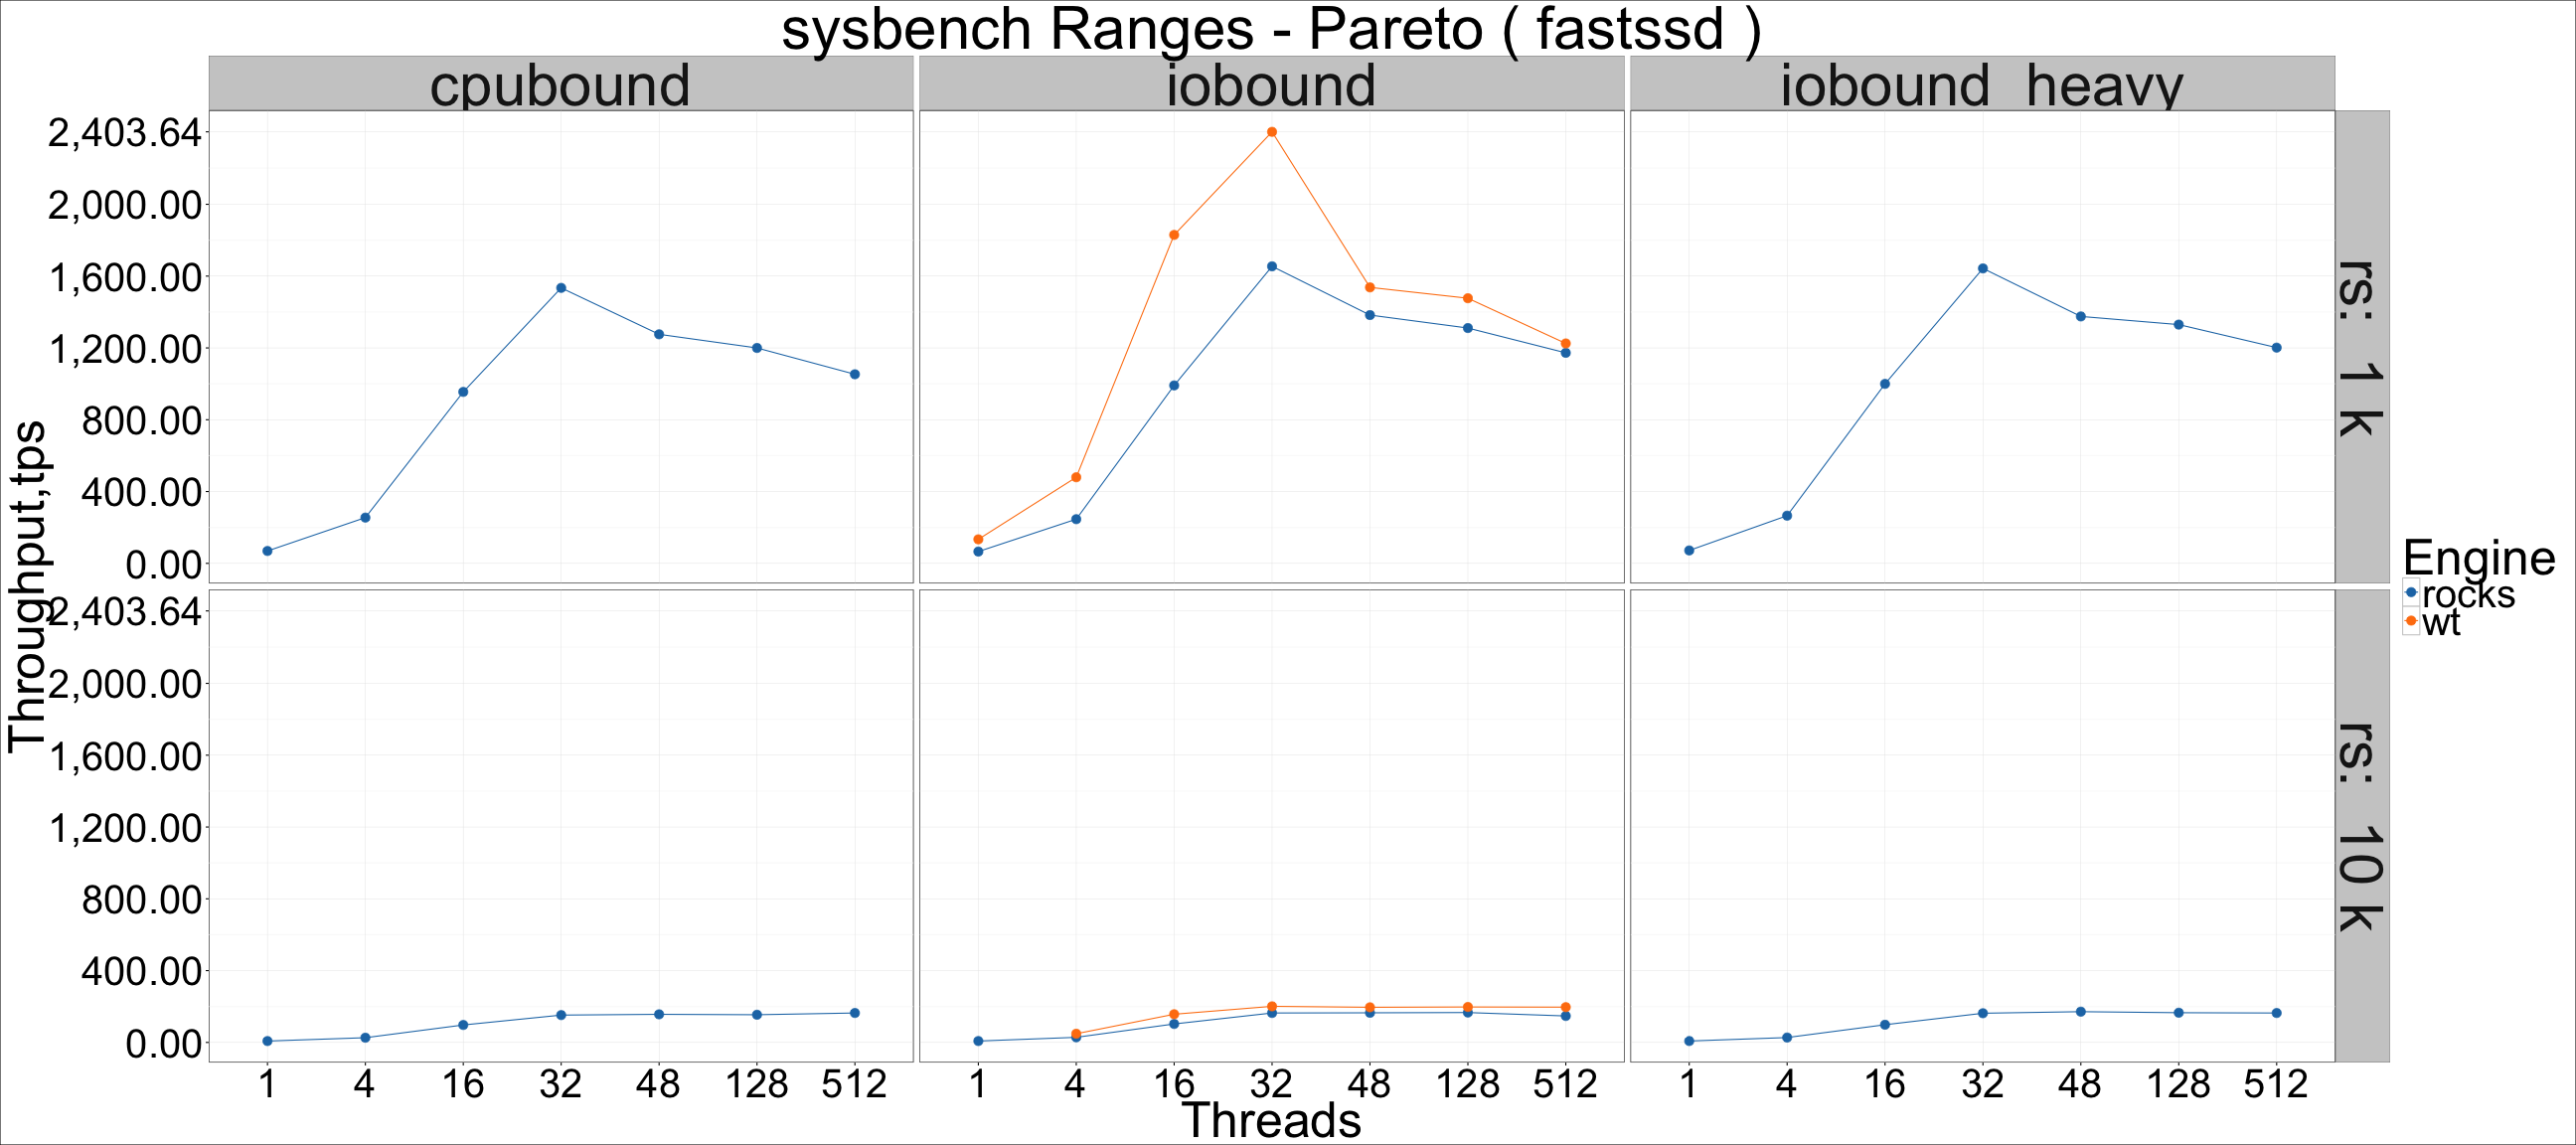 sysbench Ranges - Pareto ( fastssd )
cpubound
iobound
iobound heavy
2,403.64
2,000.00
1,600.00
1,200.00
800.00
400.00
0.00
rs: 1 k
2,403.64
2,000.00
1,600.00
1,200.00
800.00
400.00
0.00
rs: 10 k
Throughput,tps
1 4 16 32 48 128 512
1 4 16 32 48 128 512
1 4 16 32 48 128 512
Threads
Engine
rocks
wt